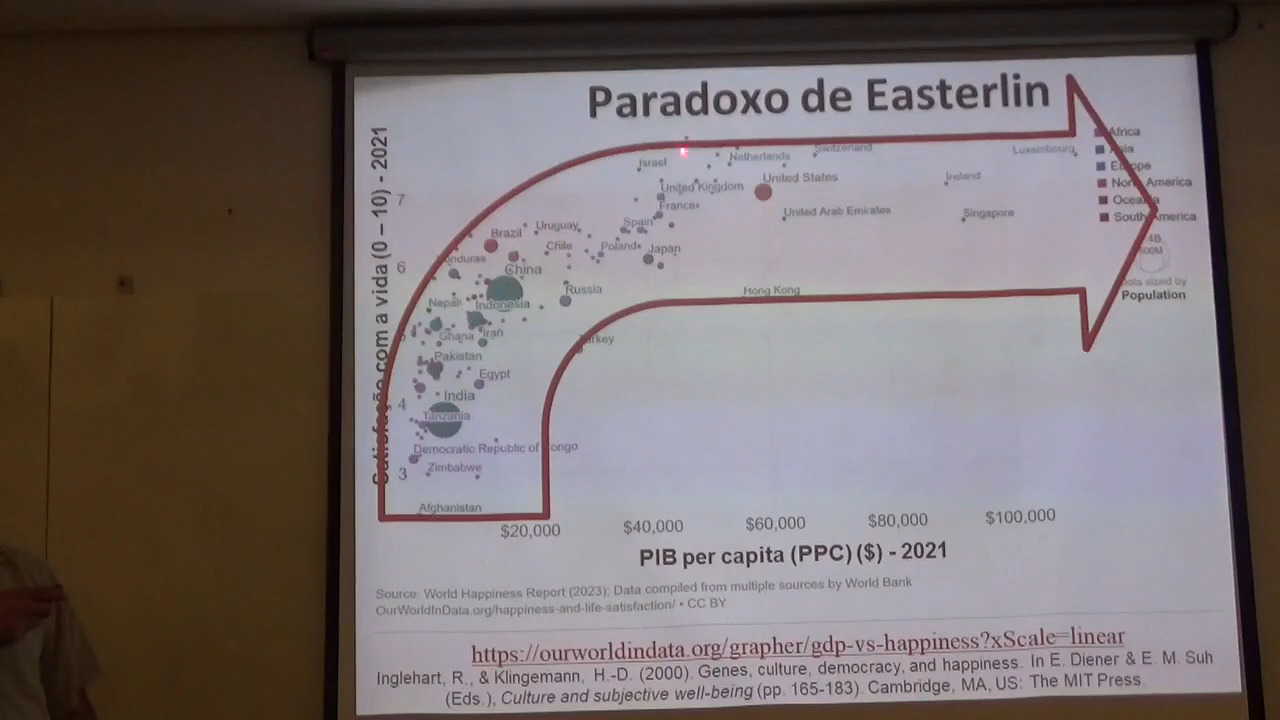 Paradoxo de Easterlin
Satisfação com a vida (0 – 10) - 2021
7
6
4
3
Israel
Netherlands
Switzerland
Luxembourg
United Kingdom
United States
Ireland
France
United Arab Emirates
Singapore
Brazil
Uruguay
Spain
Chile
Poland
Japan
China
Russia
Hong Kong
Nepal
Indonesia
Ghana
Iran
Pakistan
Egypt
India
Tanzania
Democratic Republic of Congo
Zimbabwe
Afghanistan
Africa
Asia
Europe
North America
Oceania
South America
Population
$20,000
$40,000
$60,000
$80,000
$100,000
PIB per capita (PPC) ($) - 2021
Source: World Happiness Report (2023); Data compiled from multiple sources by World Bank
OurWorldInData.org/happiness-and-life-satisfaction/ • CC BY
https://ourworldindata.org/grapher/gdp-vs-happiness?xScale=linear
Inglehart, R., & Klingemann, H.-D. (2000). Genes, culture, democracy, and happiness. In E. Diener & E. M. Suh
(Eds.), Culture and subjective well-being (pp. 165-183). Cambridge, MA, US: The MIT Press.